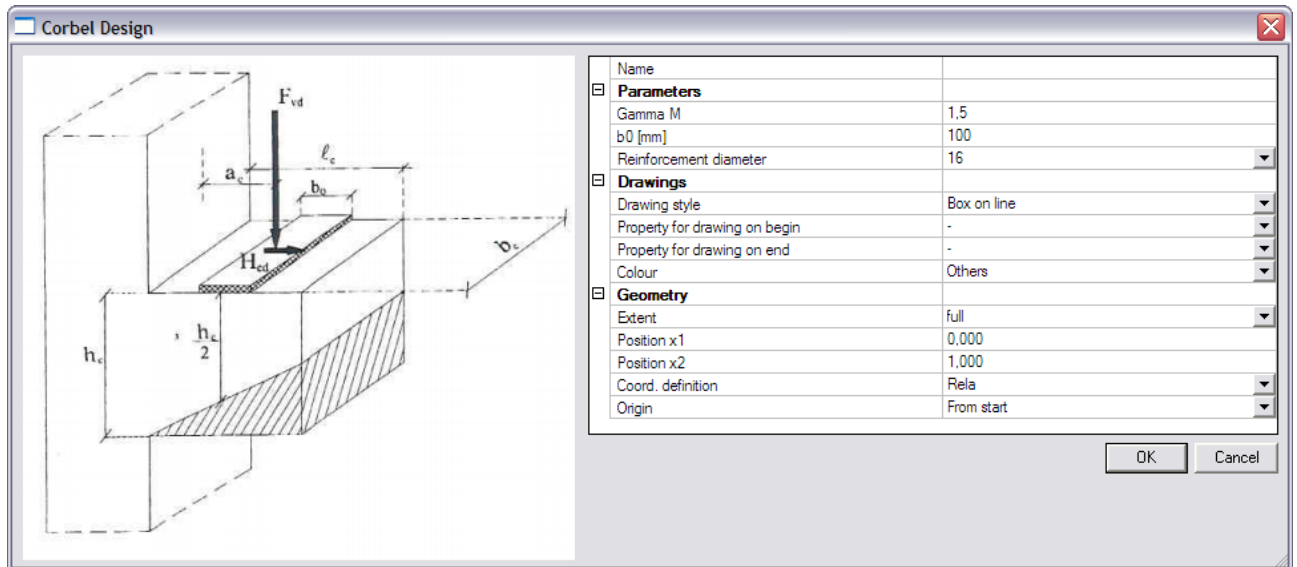 Corbel Design
F_vd
ℓ_c
a_c
b_0
b_c
H_cd
h_c
, h_c
2
Name
Parameters
Gamma M 1,5
b0 [mm] 100
Reinforcement diameter 16
Drawings
Drawing style Box on line
Property for drawing on begin -
Property for drawing on end -
Colour Others
Geometry
Extent full
Position x1 0,000
Position x2 1,000
Coord. definition Rela
Origin From start
OK Cancel